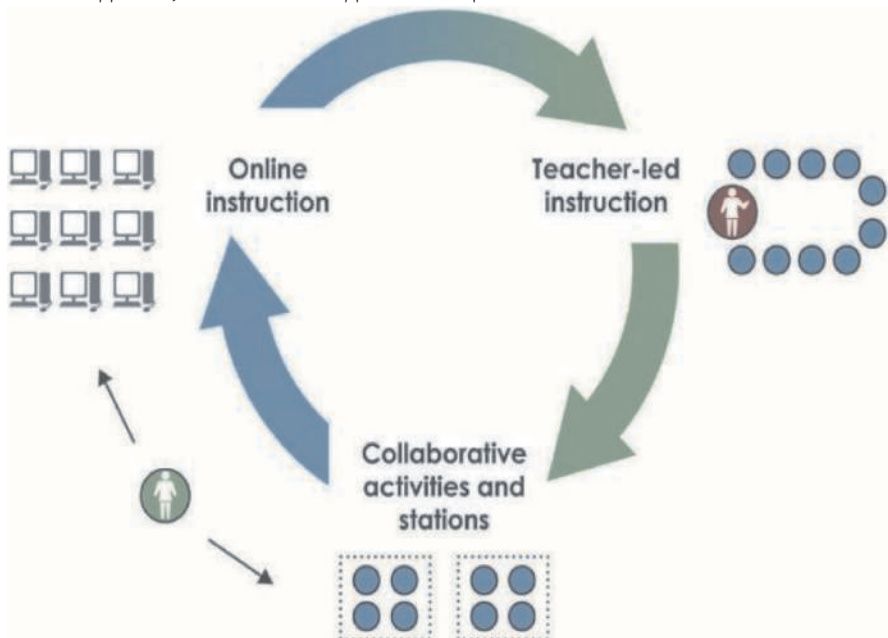 Online
instruction
Teacher-led
instruction
Collaborative
activities and
stations